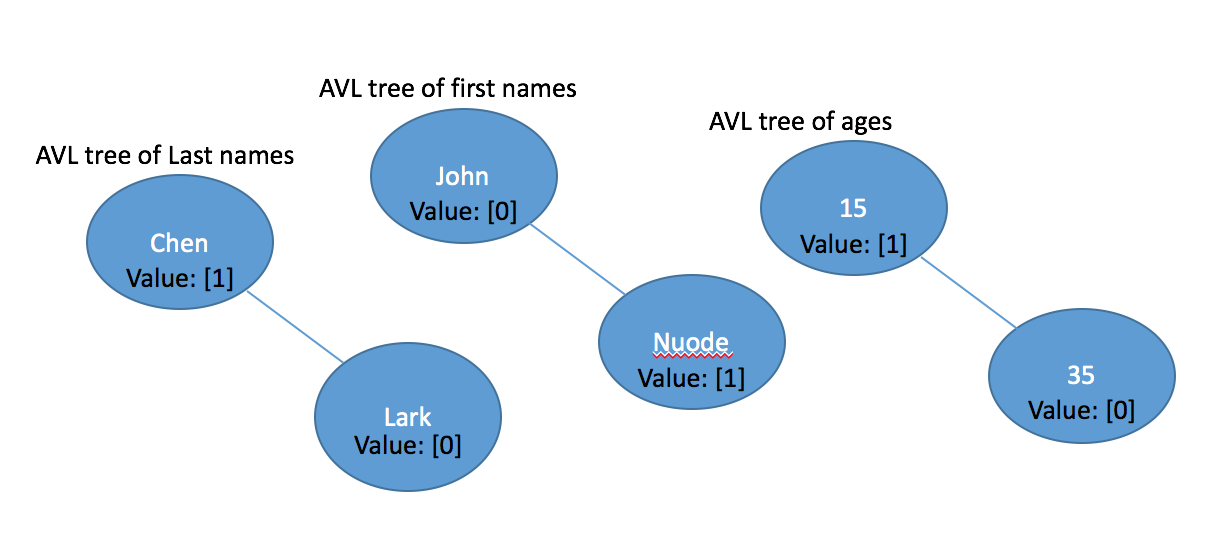 AVL tree of Last names
Chen
Value: [1]
Lark
Value: [0]
AVL tree of first names
John
Value: [0]
Nuode
Value: [1]
AVL tree of ages
15
Value: [1]
35
Value: [0]